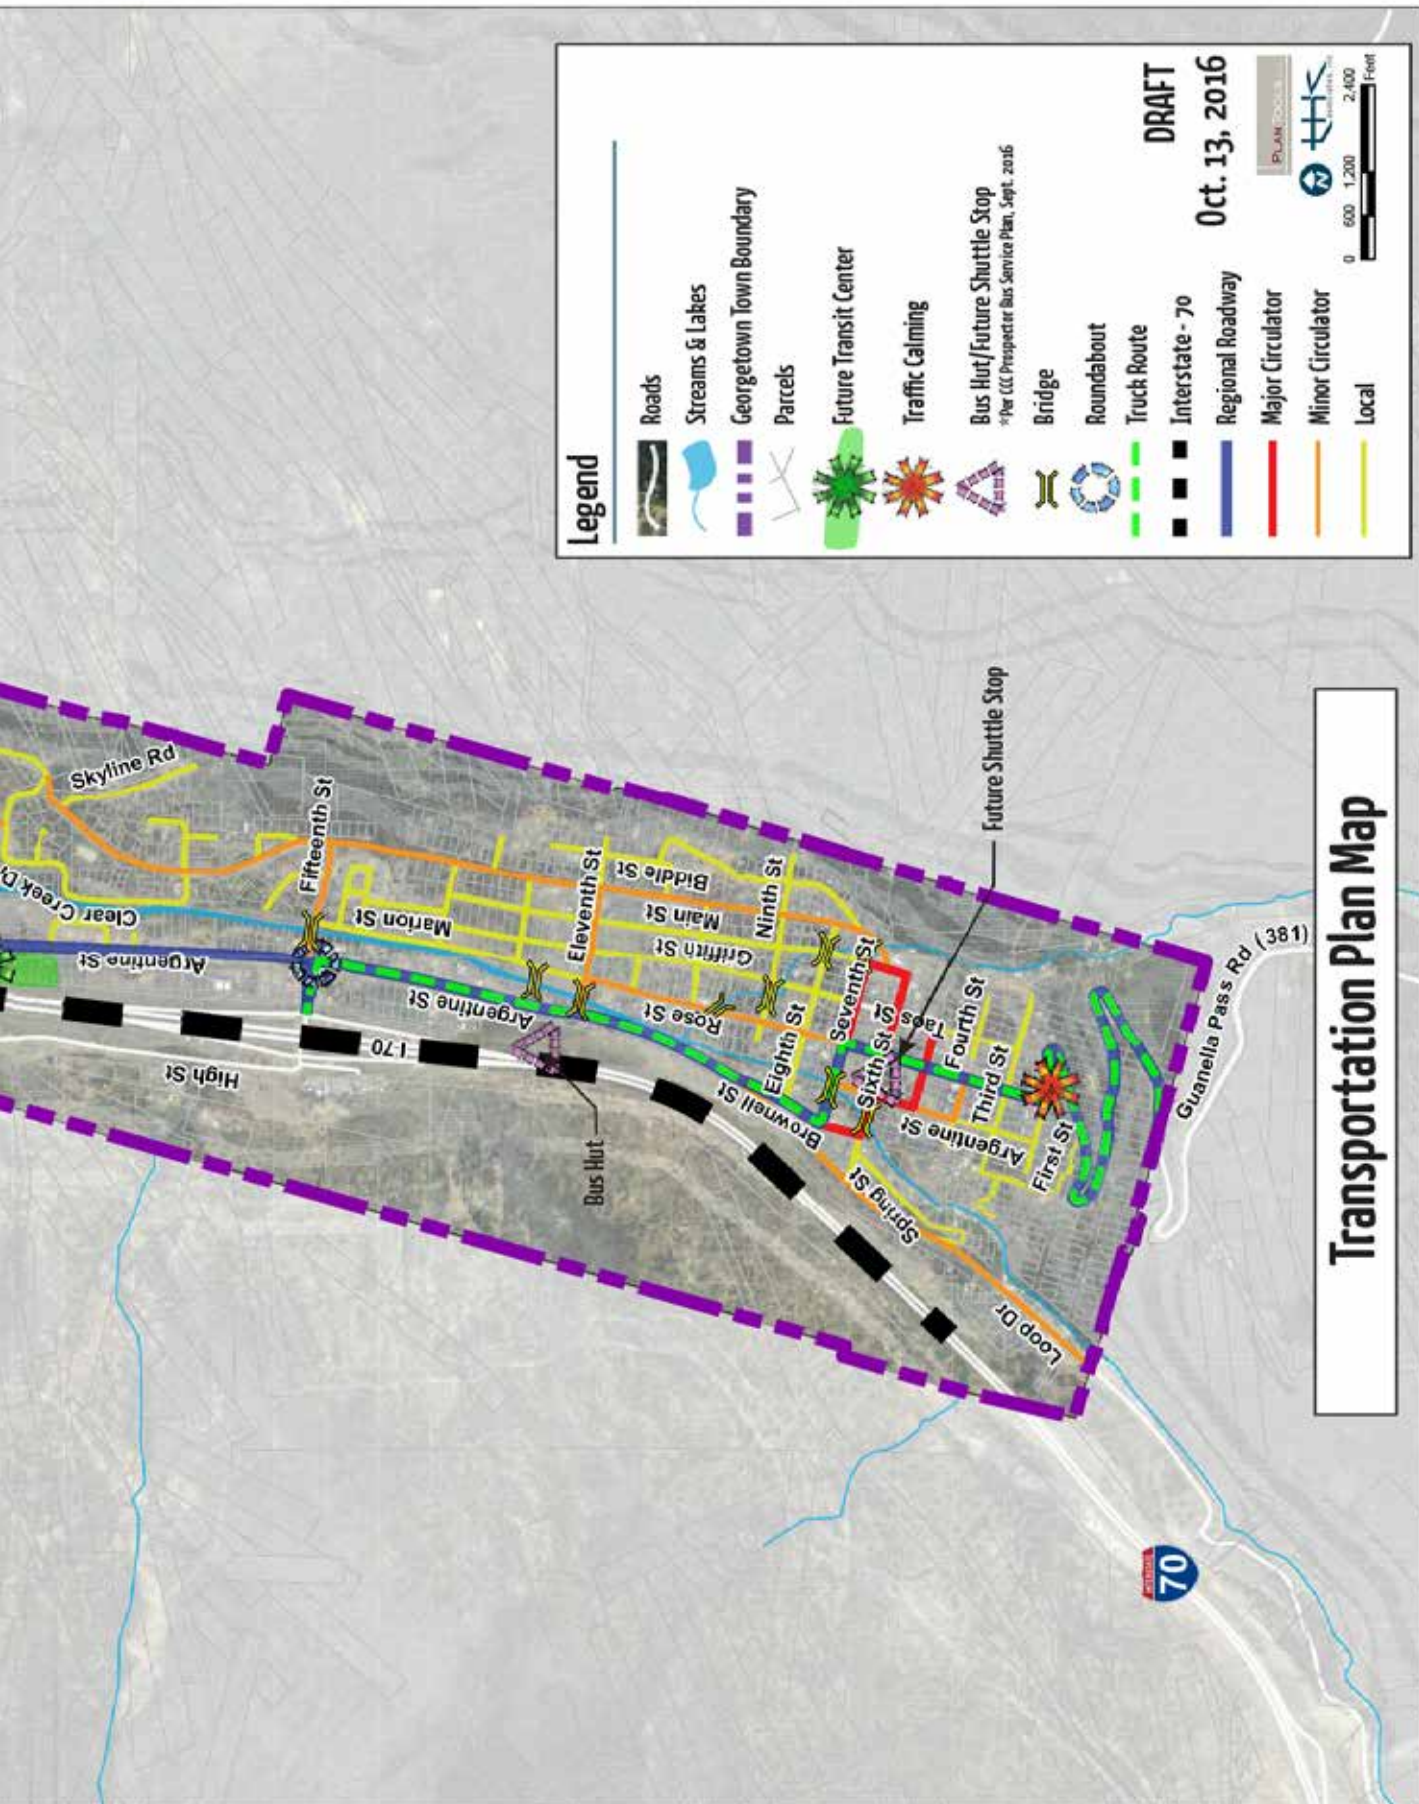 Legend
Roads
Streams & Lakes
Georgetown Town Boundary
Parcels
Future Transit Center
Traffic Calming
Bus Hut/Future Shuttle Stop
*Per CCC Prospector Bus Service Plan, Sept. 2016
Bridge
Roundabout
Truck Route
Interstate - 70
Regional Roadway
Major Circulator
Minor Circulator
Local
DRAFT
Oct. 13, 2016
PLANTOOLS
N
0 600 1,200 2,400
Feet
Skyline Rd
Fifteenth St
Clear Creek Dr
Argentine St
Marion St
Eleventh St
Biddle St
Main St
Griffith St
Ninth St
Argentine St
I 70
High St
Rose St
Eighth St
Seventh St
Sixth St
Taos St
Fourth St
Third St
Brownell St
Argentine St
First St
Spring St
Loop Dr
Guanella Pass Rd (381)
Bus Hut
Future Shuttle Stop
INTERSTATE
70
Transportation Plan Map